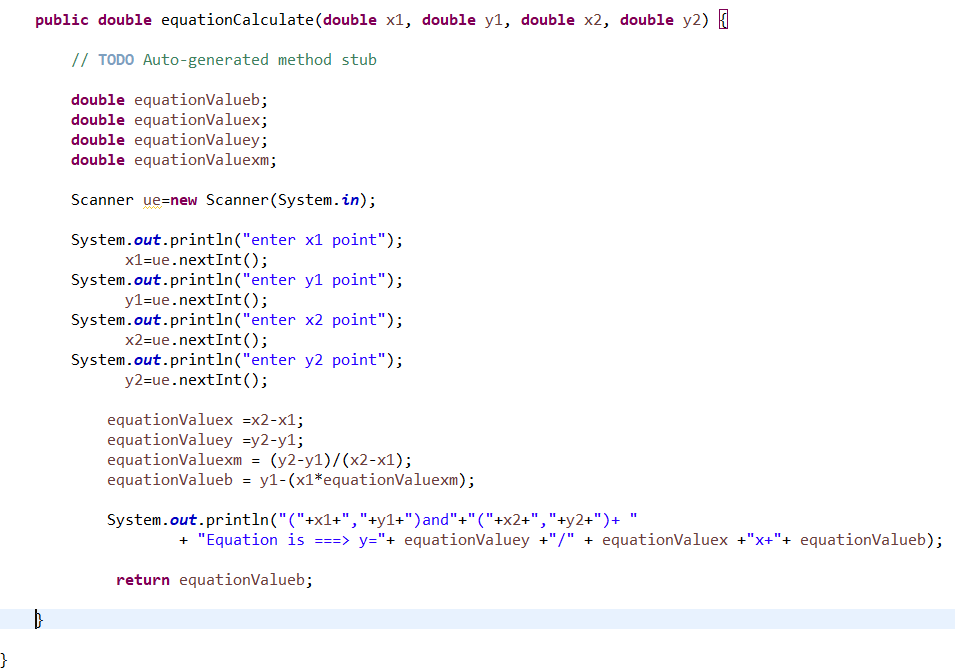 public double equationCalculate(double x1, double y1, double x2, double y2) {
// TODO Auto-generated method stub
double equationValueb;
double equationValuex;
double equationValuey;
double equationValuexm;
Scanner ue=new Scanner(System.in);
System.out.println("enter x1 point");
x1=ue.nextInt();
System.out.println("enter y1 point");
y1=ue.nextInt();
System.out.println("enter x2 point");
x2=ue.nextInt();
System.out.println("enter y2 point");
y2=ue.nextInt();
equationValuex =x2-x1;
equationValuey =y2-y1;
equationValuexm = (y2-y1)/(x2-x1);
equationValueb = y1-(x1*equationValuexm);
System.out.println("("+x1+","+y1+")and"+"("+x2+","+y2+")+ "
+ "Equation is ===> y="+ equationValuey +"/" + equationValuex +"x+"+ equationValueb);
return equationValueb;
}
}